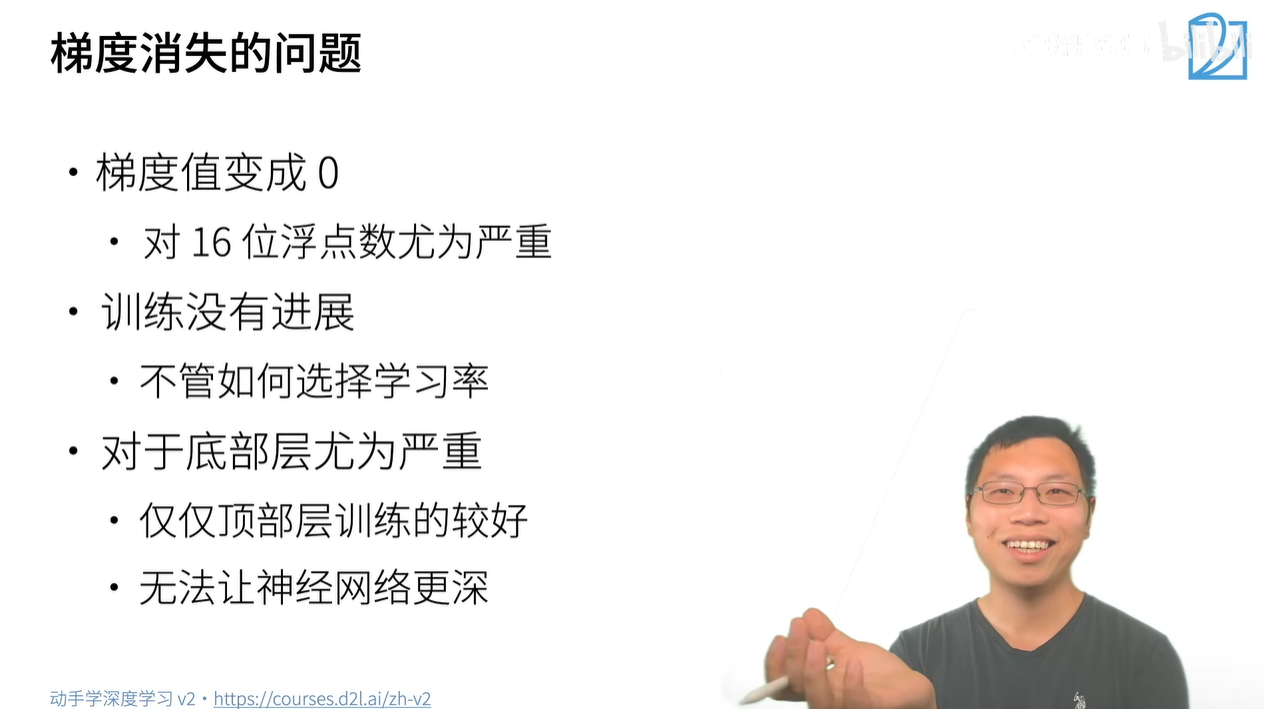 梯度消失的问题
bilibili
• 梯度值变成 0
• 对 16 位浮点数尤为严重
• 训练没有进展
• 不管如何选择学习率
• 对于底部层尤为严重
• 仅仅顶部层训练的较好
• 无法让神经网络更深
动手学深度学习 v2 • https://courses.d2l.ai/zh-v2